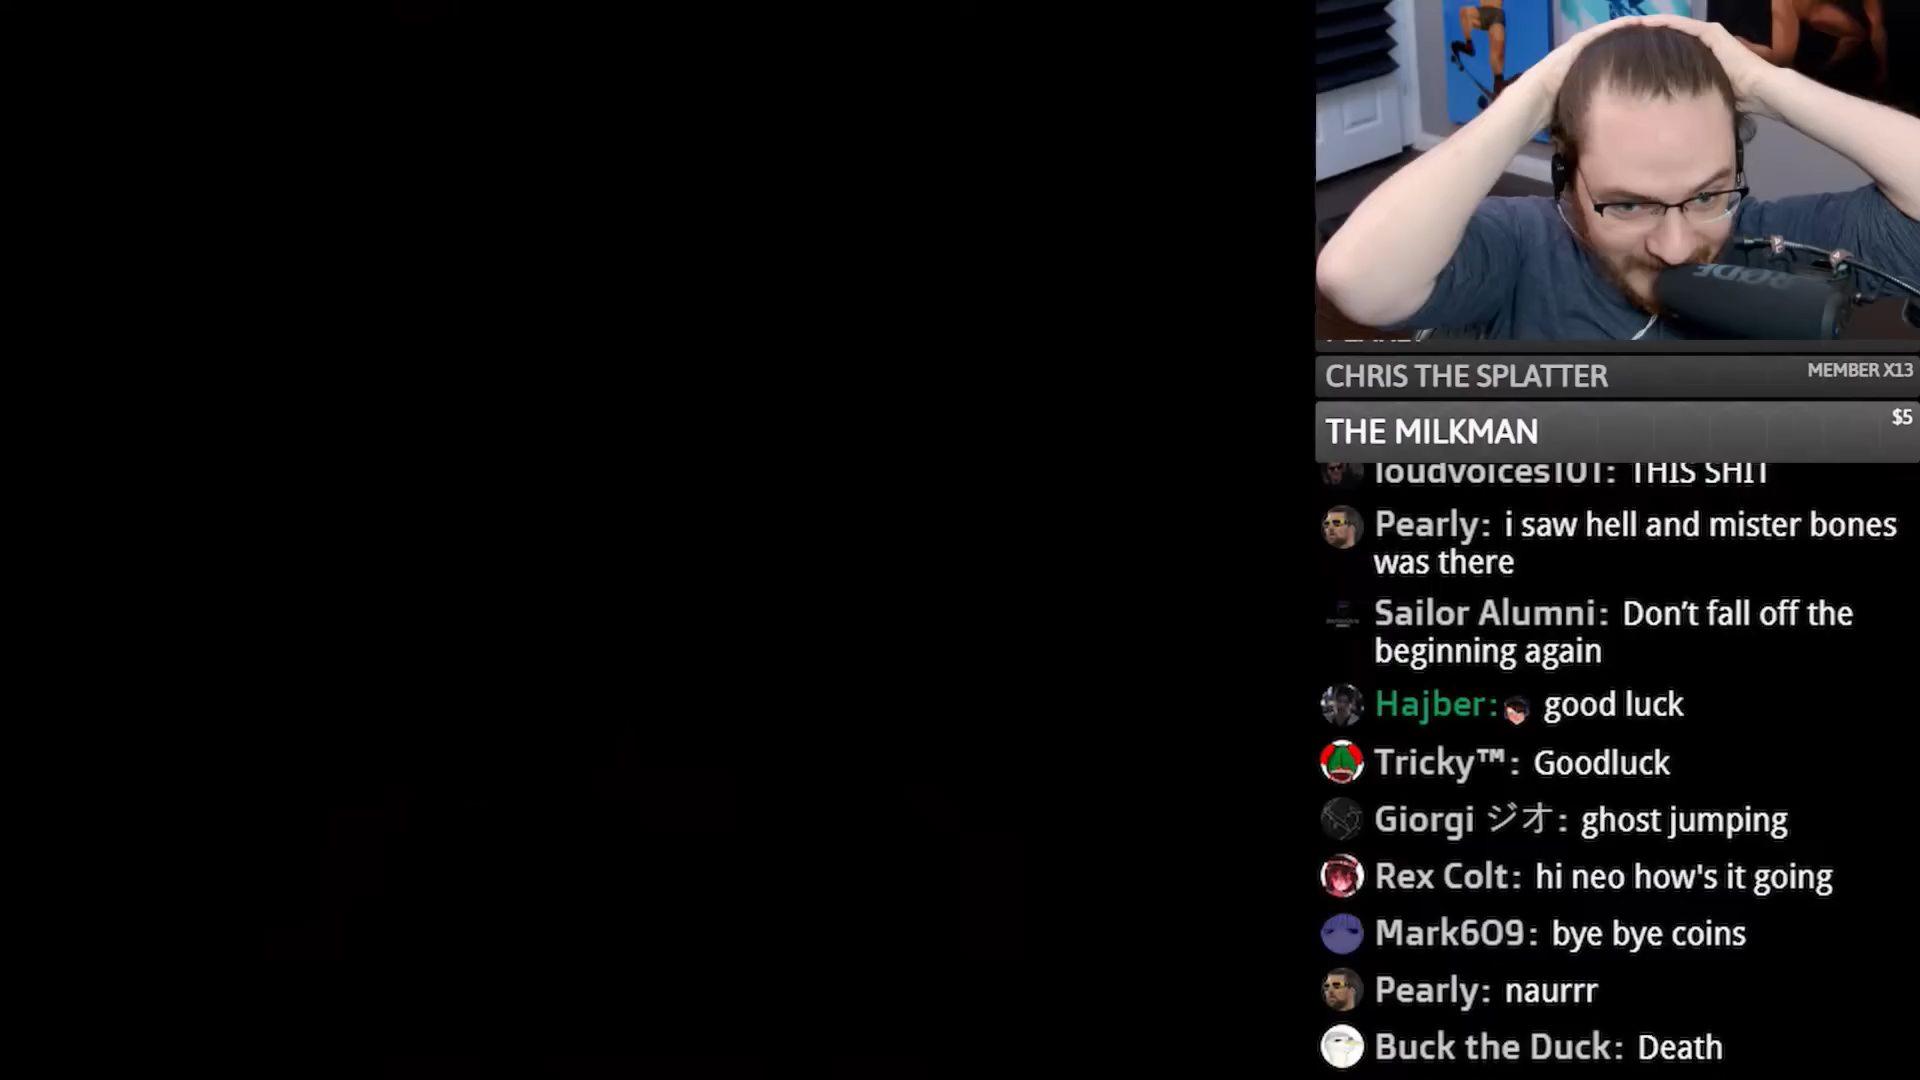 RØDE
CHRIS THE SPLATTER MEMBER X13
THE MILKMAN $5
loudvoices101: THIS SHIT
Pearly: i saw hell and mister bones
was there
Sailor Alumni: Don’t fall off the
beginning again
Hajber: good luck
Tricky™: Goodluck
Giorgi ジオ: ghost jumping
Rex Colt: hi neo how's it going
Mark609: bye bye coins
Pearly: naurrr
Buck the Duck: Death